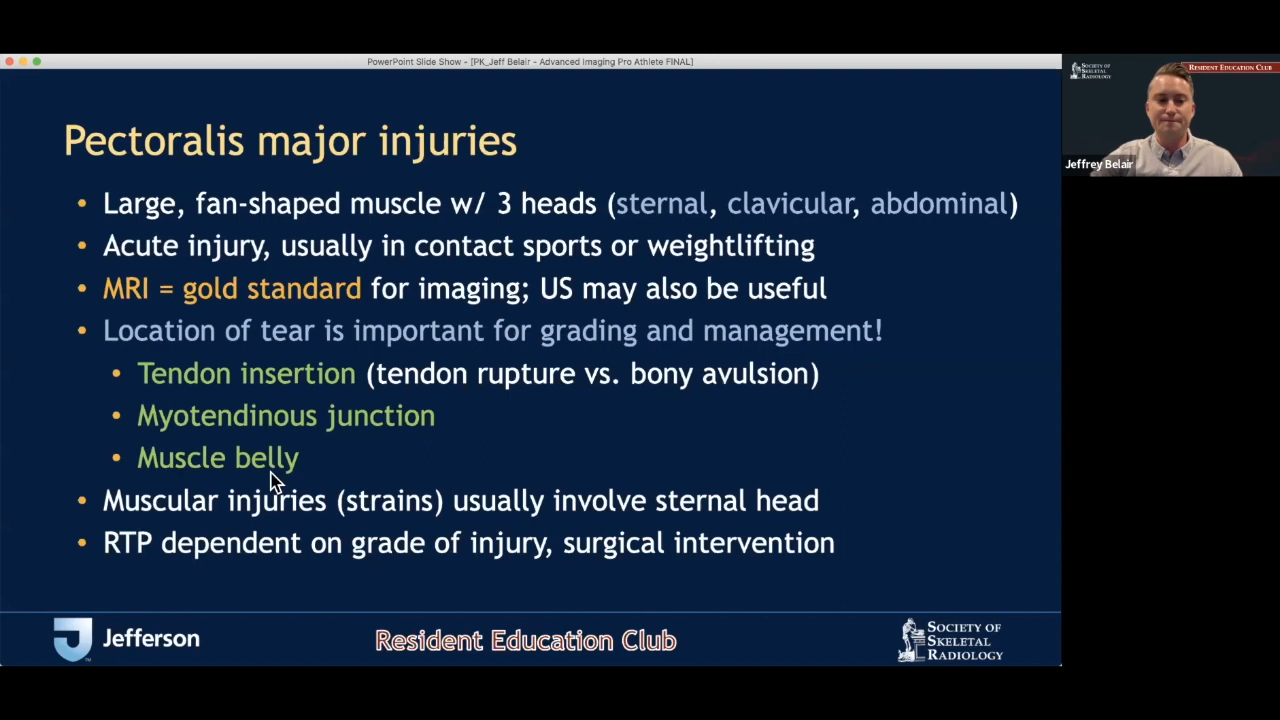 PowerPoint Slide Show - [PK_Jeff Belair - Advanced Imaging Pro Athlete FINAL]
SOCIETY OF
SKELETAL
RADIOLOGY
RESIDENT EDUCATION CLUB
Jeffrey Belair
Pectoralis major injuries
• Large, fan-shaped muscle w/ 3 heads (sternal, clavicular, abdominal)
• Acute injury, usually in contact sports or weightlifting
• MRI = gold standard for imaging; US may also be useful
• Location of tear is important for grading and management!
• Tendon insertion (tendon rupture vs. bony avulsion)
• Myotendinous junction
• Muscle belly
• Muscular injuries (strains) usually involve sternal head
• RTP dependent on grade of injury, surgical intervention
Jefferson
Resident Education Club
SOCIETY OF
SKELETAL
RADIOLOGY